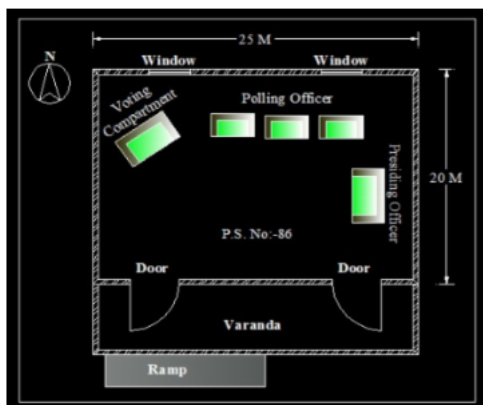 25 M
N
Window
Window
Voting
Compartment
Polling Officer
Presiding Officer
20 M
P.S. No:-86
Door
Door
Varanda
Ramp